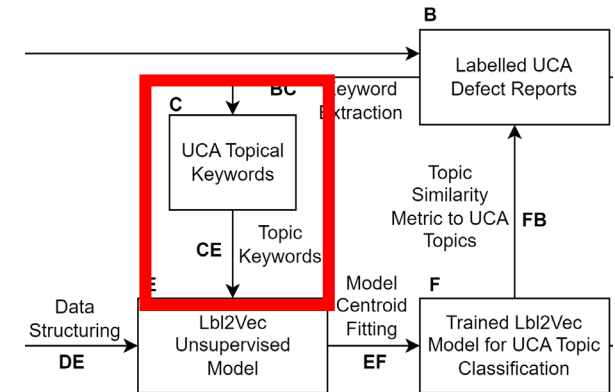 B
Labelled UCA
Defect Reports
BC
Keyword
Extraction
C
UCA Topical
Keywords
Topic
Similarity
Metric to UCA
Topics
FB
CE
Topic
Keywords
E
Lbl2Vec
Unsupervised
Model
Data
Structuring
DE
Model
Centroid
Fitting
EF
F
Trained Lbl2Vec
Model for UCA Topic
Classification